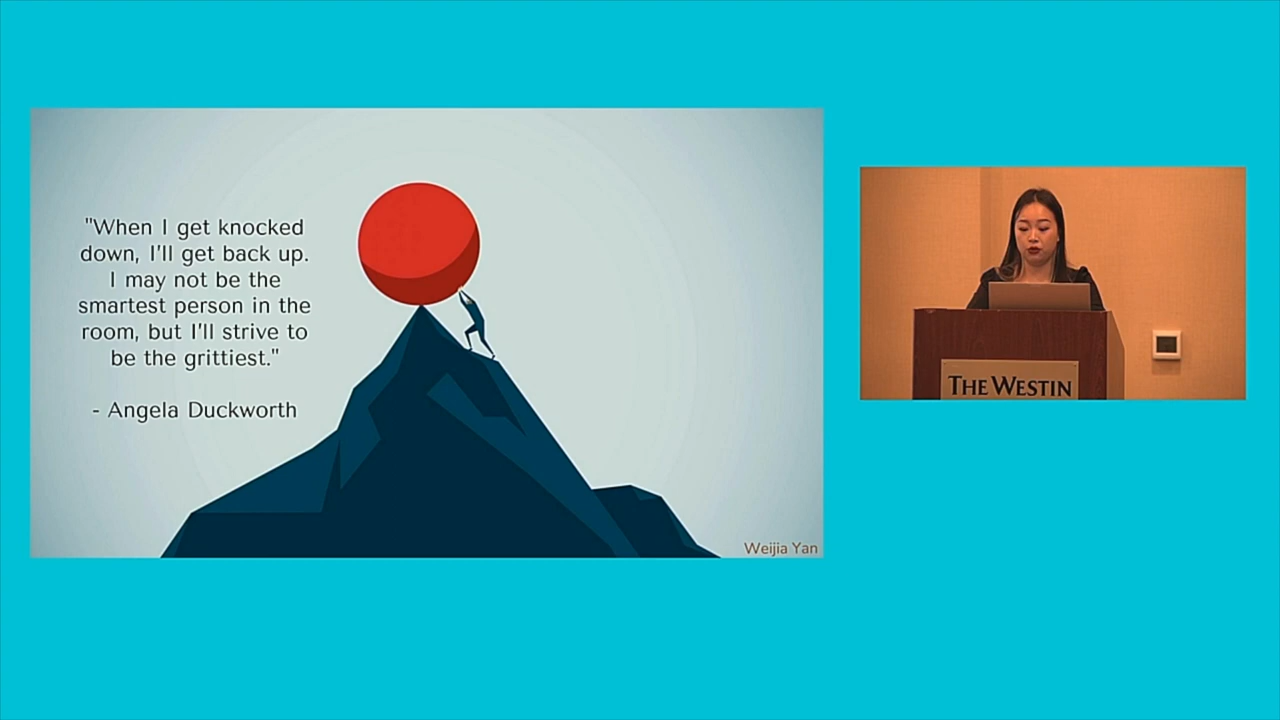 "When I get knocked
down, I'll get back up.
I may not be the
smartest person in the
room, but I'll strive to
be the grittiest."
- Angela Duckworth
Weijia Yan
THE WESTIN